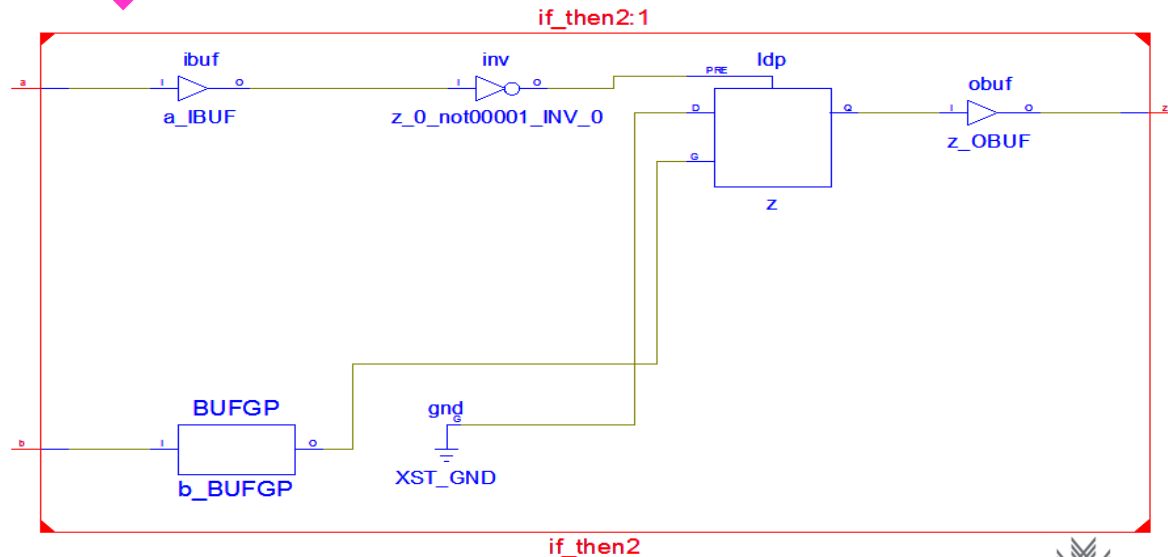 if_then2:1
ibuf
inv
ldp
obuf
a
I
O
I
O
PRE
D
G
Q
I
O
z
a_IBUF
z_0_not00001_INV_0
z_OBUF
z
BUFGP
gnd
G
b
I
O
b_BUFGP
XST_GND
if_then2